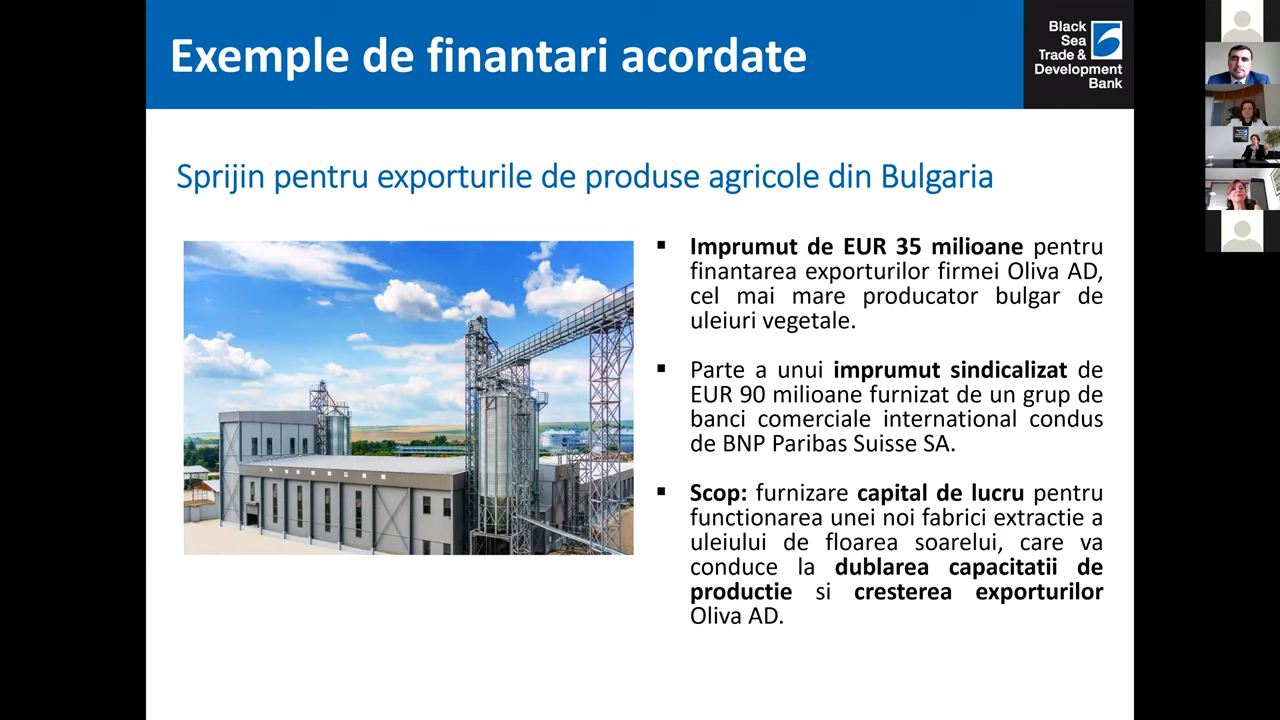 Exemple de finantari acordate
Black
Sea
Trade &
Development
Bank
Sprijin pentru exporturile de produse agricole din Bulgaria
▪ Imprumut de EUR 35 milioane pentru
finantarea exporturilor firmei Oliva AD,
cel mai mare producator bulgar de
uleiuri vegetale.
▪ Parte a unui imprumut sindicalizat de
EUR 90 milioane furnizat de un grup de
banci comerciale international condus
de BNP Paribas Suisse SA.
▪ Scop: furnizare capital de lucru pentru
functionarea unei noi fabrici extractie a
uleiului de floarea soarelui, care va
conduce la dublarea capacitatii de
productie si cresterea exporturilor
Oliva AD.